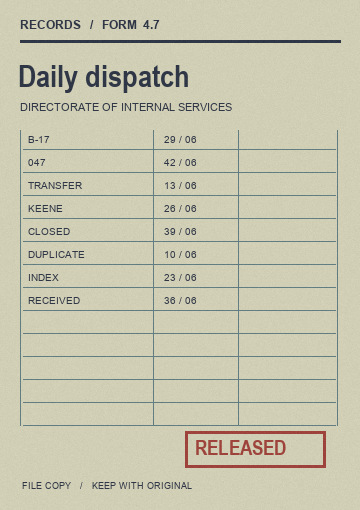 RECORDS / FORM 4.7
Daily dispatch
DIRECTORATE OF INTERNAL SERVICES
B-17 29 / 06
047 42 / 06
TRANSFER 13 / 06
KEENE 26 / 06
CLOSED 39 / 06
DUPLICATE 10 / 06
INDEX 23 / 06
RECEIVED 36 / 06
RELEASED
FILE COPY / KEEP WITH ORIGINAL